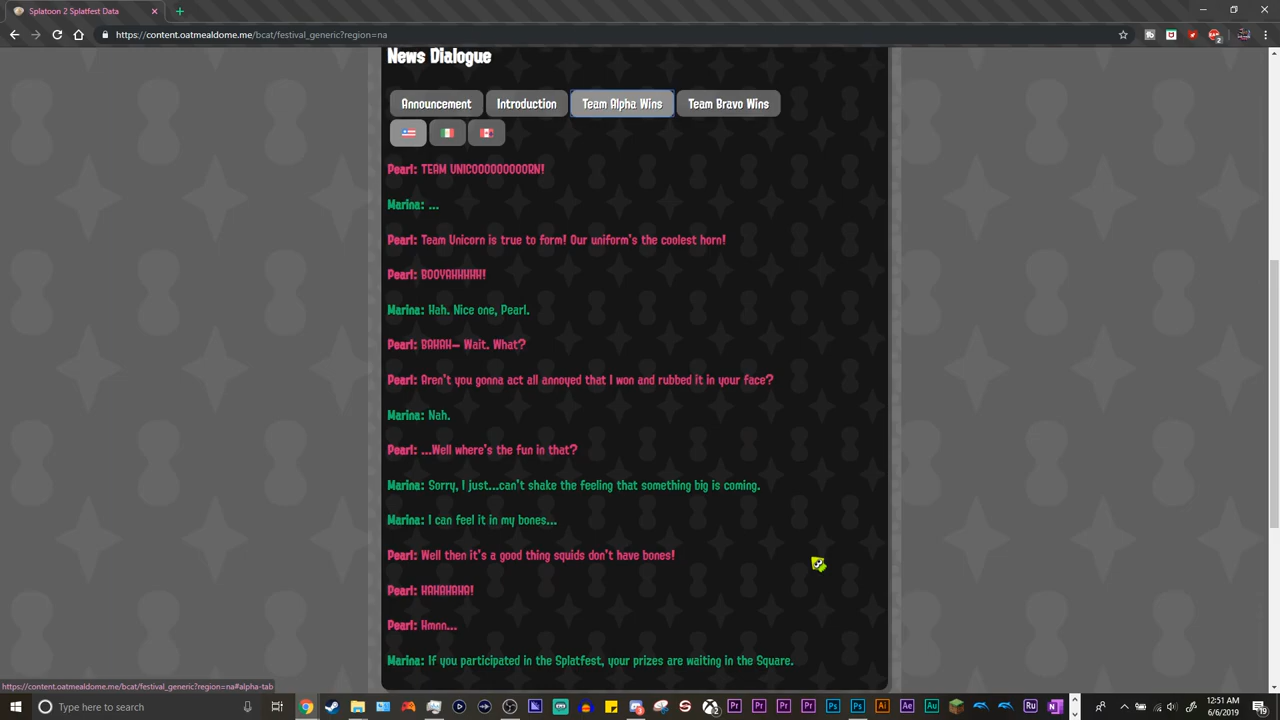 Splatoon 2 Splatfest Data
https://content.oatmealdome.me/bcat/festival_generic?region=na
News Dialogue
Announcement Introduction Team Alpha Wins Team Bravo Wins
Pearl: TEAM UNICOOOOOOOOORN!
Marina: ...
Pearl: Team Unicorn is true to form! Our uniform's the coolest horn!
Pearl: BOOYAHHHHH!
Marina: Hah. Nice one, Pearl.
Pearl: BAHAH– Wait. What?
Pearl: Aren't you gonna act all annoyed that I won and rubbed it in your face?
Marina: Nah.
Pearl: ...Well where's the fun in that?
Marina: Sorry, I just...can't shake the feeling that something big is coming.
Marina: I can feel it in my bones...
Pearl: Well then it's a good thing squids don't have bones!
Pearl: HAHAHAHA!
Pearl: Hmnn...
Marina: If you participated in the Splatfest, your prizes are waiting in the Square.
https://content.oatmealdome.me/bcat/festival_generic?region=na#alpha-tab
Type here to search
12:51 AM
6/6/2019